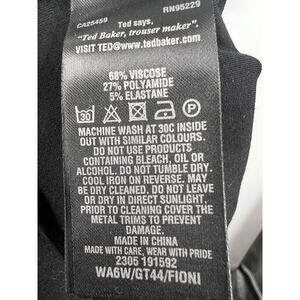 CA25459 RN95229
Ted says,
"Ted Baker, trouser maker".
VISIT TED@www.tedbaker.com
68% VISCOSE
27% POLYAMIDE
5% ELASTANE
30
MACHINE WASH AT 30C INSIDE
OUT WITH SIMILAR COLOURS.
DO NOT USE PRODUCTS
CONTAINING BLEACH, OIL OR
ALCOHOL. DO NOT TUMBLE DRY.
COOL IRON ON REVERSE. MAY
BE DRY CLEANED. DO NOT LEAVE
OR DRY IN DIRECT SUNLIGHT.
PRIOR TO CLEANING COVER THE
METAL TRIMS TO PREVENT
DAMAGE.
MADE IN CHINA
MADE WITH CARE, WEAR WITH PRIDE
2305 191592
WA6W/GT44/FIONI